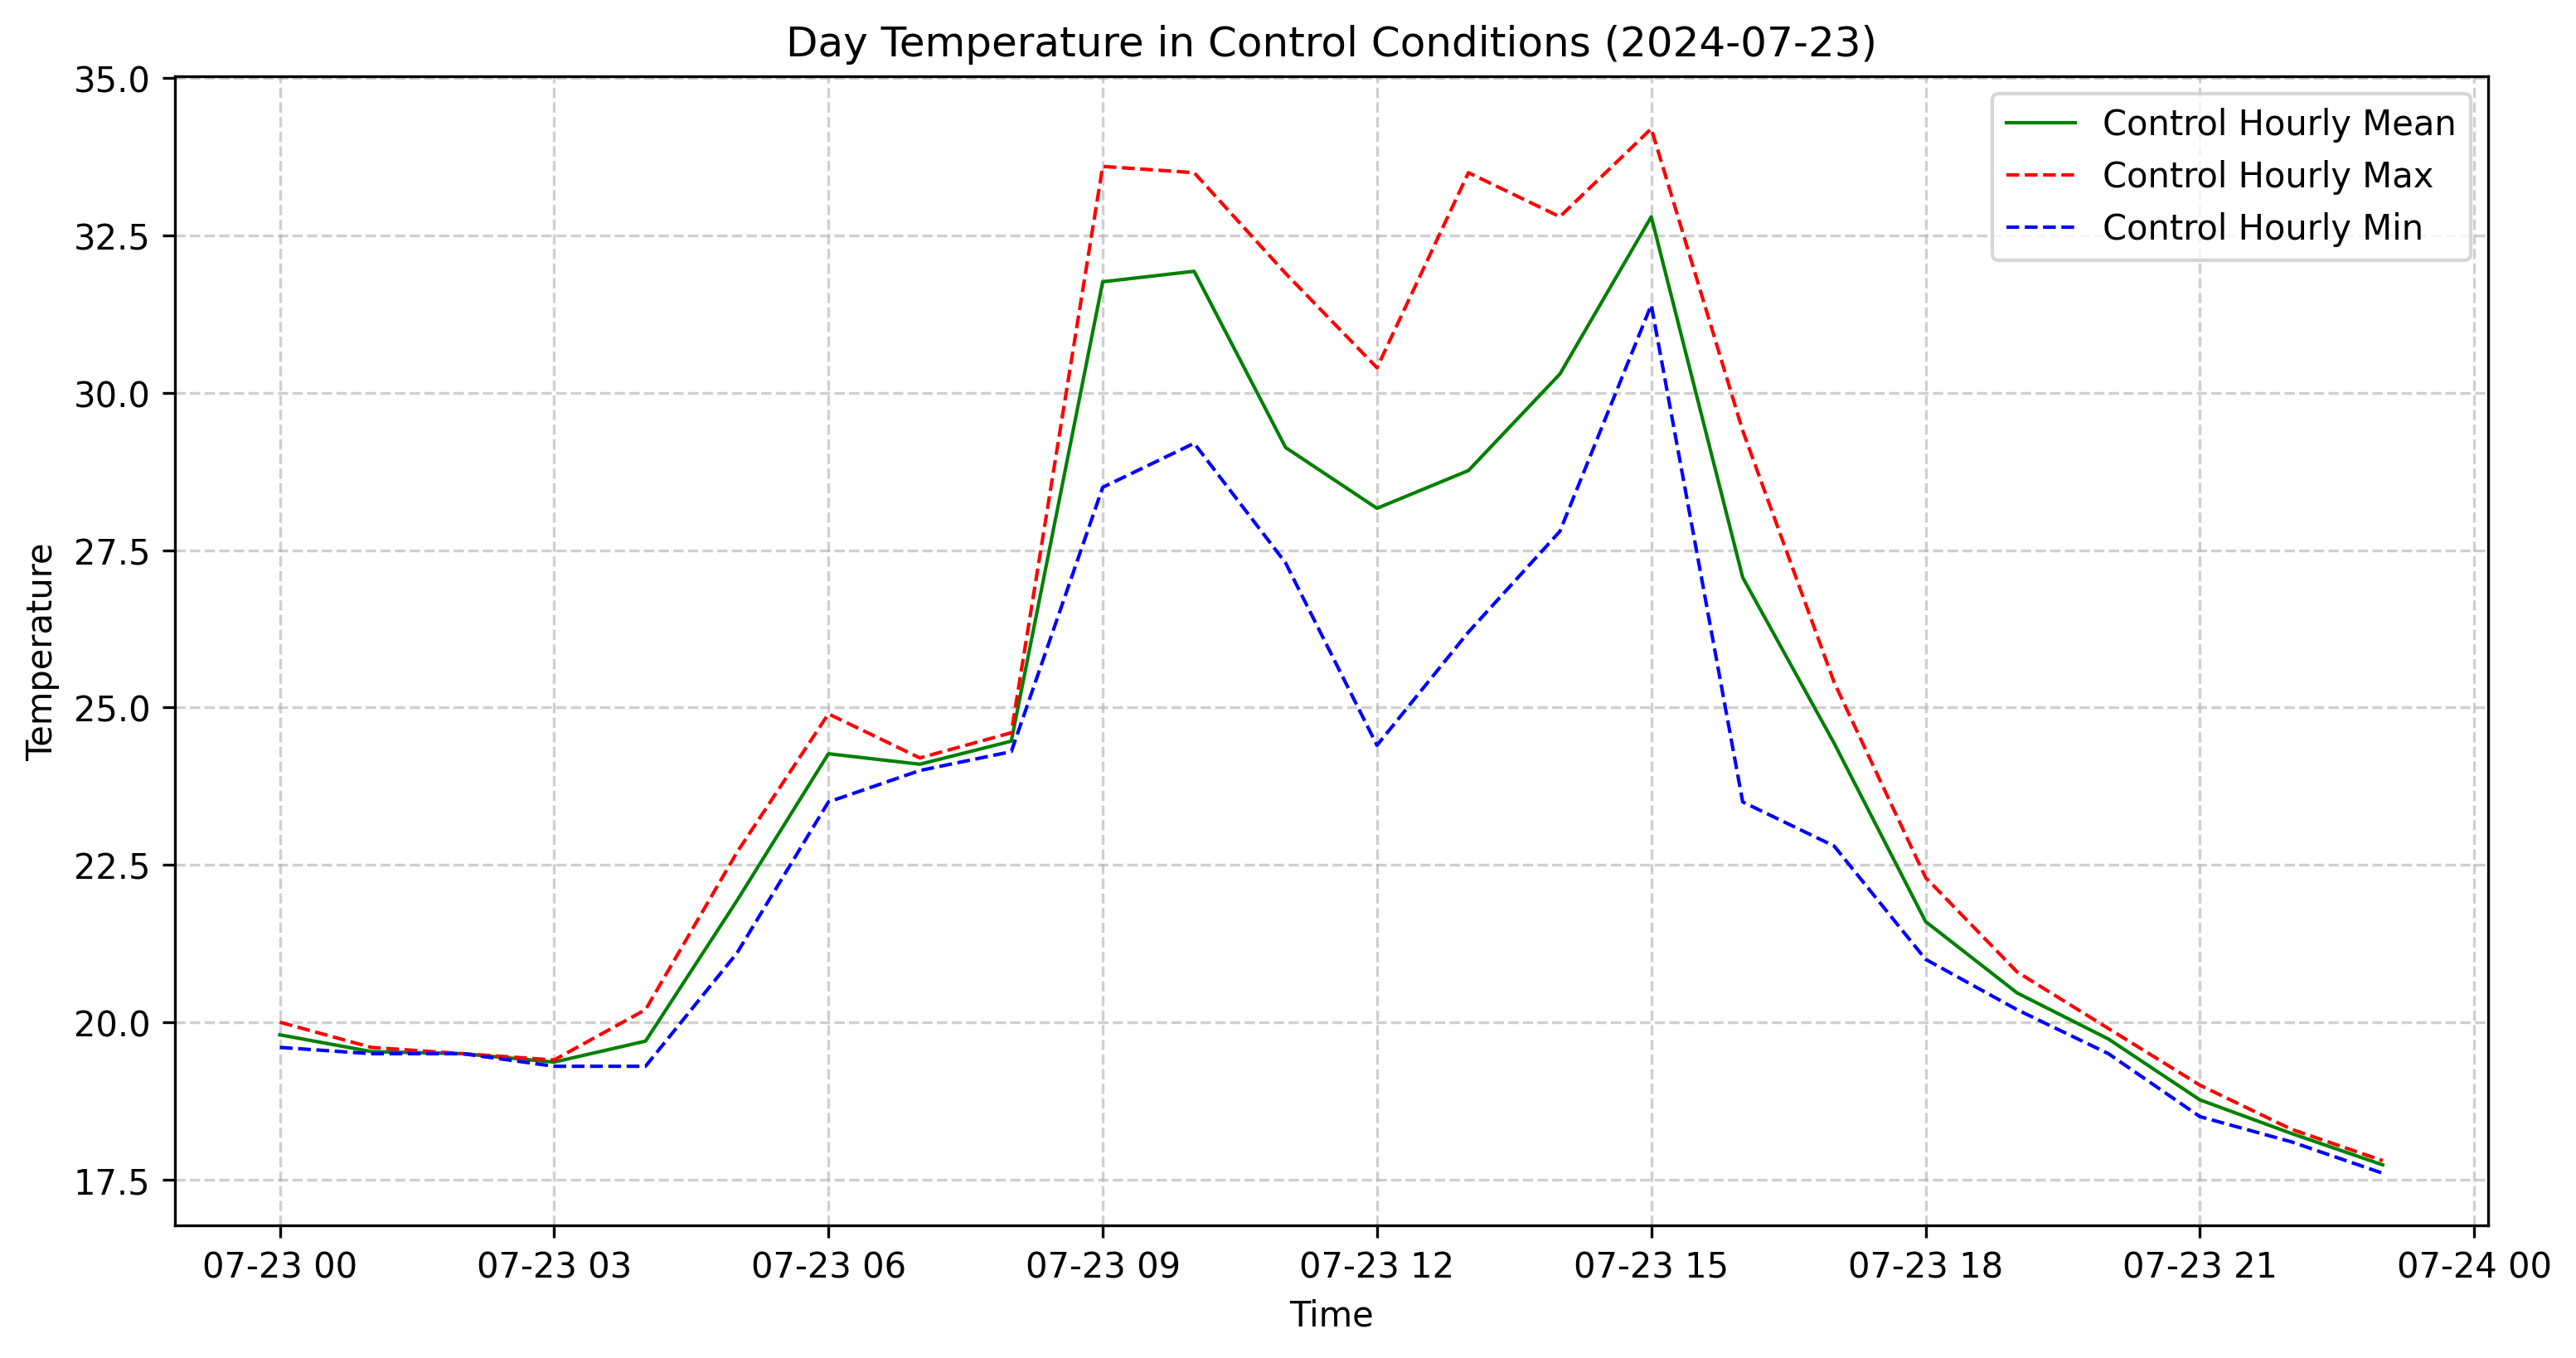 Day Temperature in Control Conditions (2024-07-23)
35.0
32.5
30.0
27.5
25.0
22.5
20.0
17.5
Temperature
Control Hourly Mean
Control Hourly Max
Control Hourly Min
07-23 00
07-23 03
07-23 06
07-23 09
07-23 12
07-23 15
07-23 18
07-23 21
07-24 00
Time